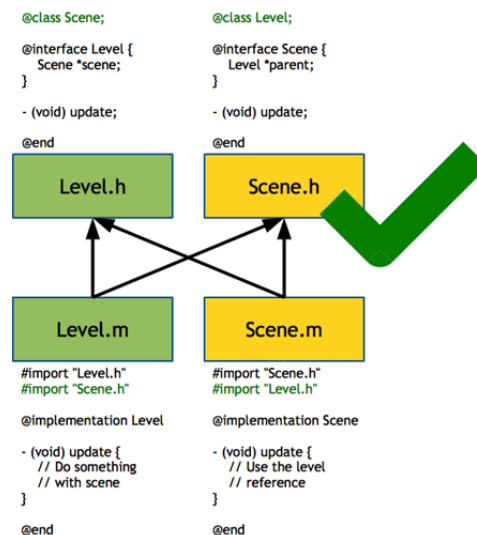 @class Scene;
@interface Level {
Scene *scene;
}
- (void) update;
@end
@class Level;
@interface Scene {
Level *parent;
}
- (void) update;
@end
Level.h
Scene.h
Level.m
Scene.m
#import "Level.h"
#import "Scene.h"
@implementation Level
- (void) update {
// Do something
// with scene
}
@end
#import "Scene.h"
#import "Level.h"
@implementation Scene
- (void) update {
// Use the level
// reference
}
@end